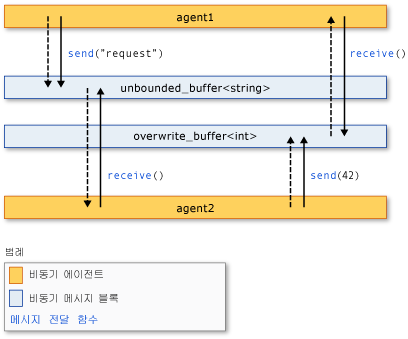 agent1
send("request")
receive()
unbounded_buffer<string>
overwrite_buffer<int>
receive()
send(42)
agent2
범례
비동기 에이전트
비동기 메시지 블록
메시지 전달 함수